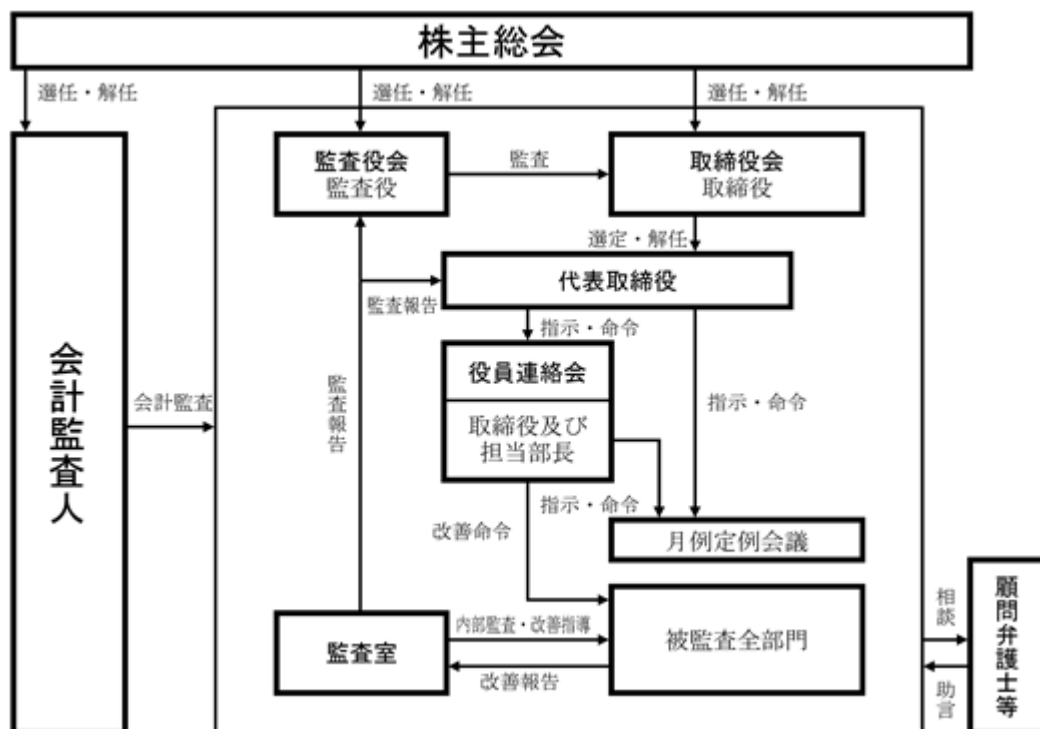 株主総会
選任・解任
選任・解任
選任・解任
監査役会
監査役
監査
取締役会
取締役
選定・解任
代表取締役
監査報告
指示・命令
会計監査人
会計監査
監査報告
役員連絡会
取締役及び
担当部長
指示・命令
指示・命令
改善命令
月例定例会議
監査室
内部監査・改善指導
改善報告
被監査全部門
相談
助言
顧問弁護士等